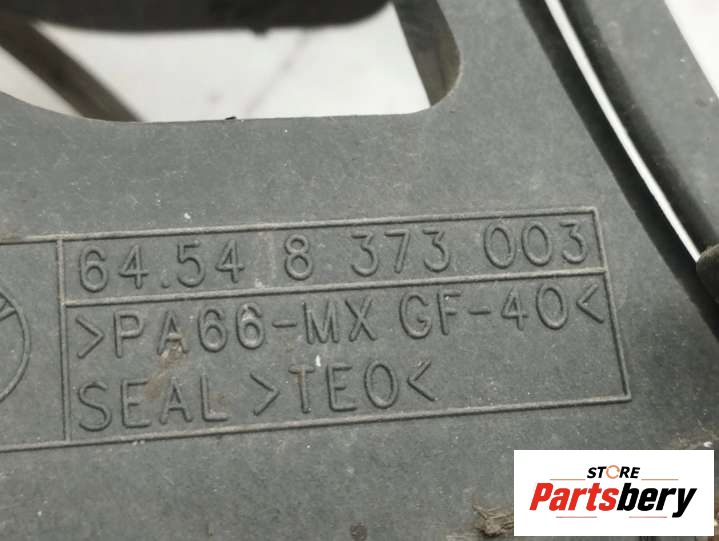 64.54 8 373 003
>PA66-MX GF-40<
SEAL >TEO<
STORE
Partsbery